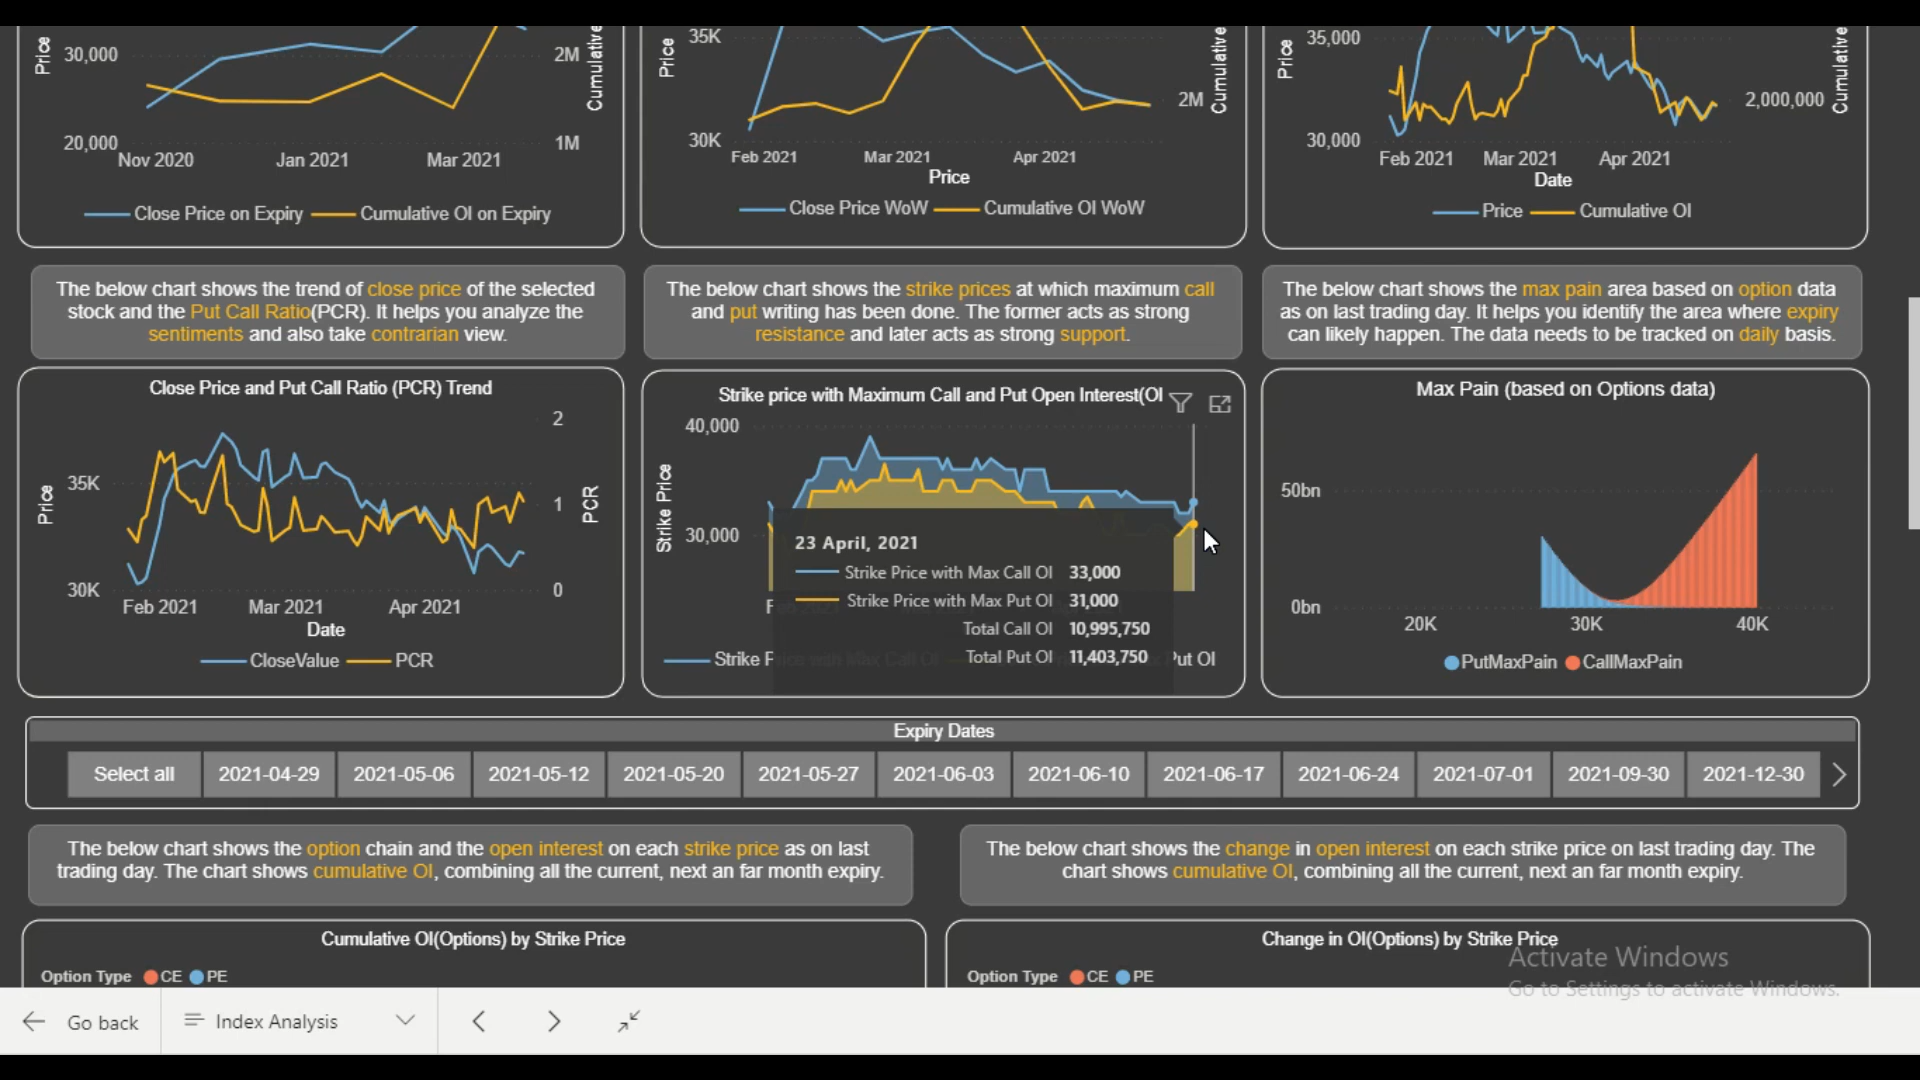 Price
30,000
20,000
2M
1M
Cumulative
Nov 2020 Jan 2021 Mar 2021
Close Price on Expiry Cumulative OI on Expiry
Price
35K
30K
2M
Cumulative
Feb 2021 Mar 2021 Apr 2021
Price
Close Price WoW Cumulative OI WoW
Price
35,000
30,000
2,000,000
Cumulative
Feb 2021 Mar 2021 Apr 2021
Date
Price Cumulative OI
The below chart shows the trend of close price of the selected
stock and the Put Call Ratio(PCR). It helps you analyze the
sentiments and also take contrarian view.
The below chart shows the strike prices at which maximum call
and put writing has been done. The former acts as strong
resistance and later acts as strong support.
The below chart shows the max pain area based on option data
as on last trading day. It helps you identify the area where expiry
can likely happen. The data needs to be tracked on daily basis.
Close Price and Put Call Ratio (PCR) Trend
Price
35K
30K
2
1
0
PCR
Feb 2021 Mar 2021 Apr 2021
Date
CloseValue PCR
Strike price with Maximum Call and Put Open Interest(OI
Strike Price
40,000
30,000
23 April, 2021
Strike Price with Max Call OI 33,000
Strike Price with Max Put OI 31,000
Total Call OI 10,995,750
Total Put OI 11,403,750
Strike Put OI
Max Pain (based on Options data)
50bn
0bn
20K 30K 40K
PutMaxPain CallMaxPain
Expiry Dates
Select all 2021-04-29 2021-05-06 2021-05-12 2021-05-20 2021-05-27 2021-06-03 2021-06-10 2021-06-17 2021-06-24 2021-07-01 2021-09-30 2021-12-30
The below chart shows the option chain and the open interest on each strike price as on last
trading day. The chart shows cumulative OI, combining all the current, next an far month expiry.
The below chart shows the change in open interest on each strike price on last trading day. The
chart shows cumulative OI, combining all the current, next an far month expiry.
Cumulative OI(Options) by Strike Price
Option Type CE PE
Change in OI(Options) by Strike Price
Option Type CE PE
Activate Windows
Go to Settings to activate Windows.
Go back Index Analysis